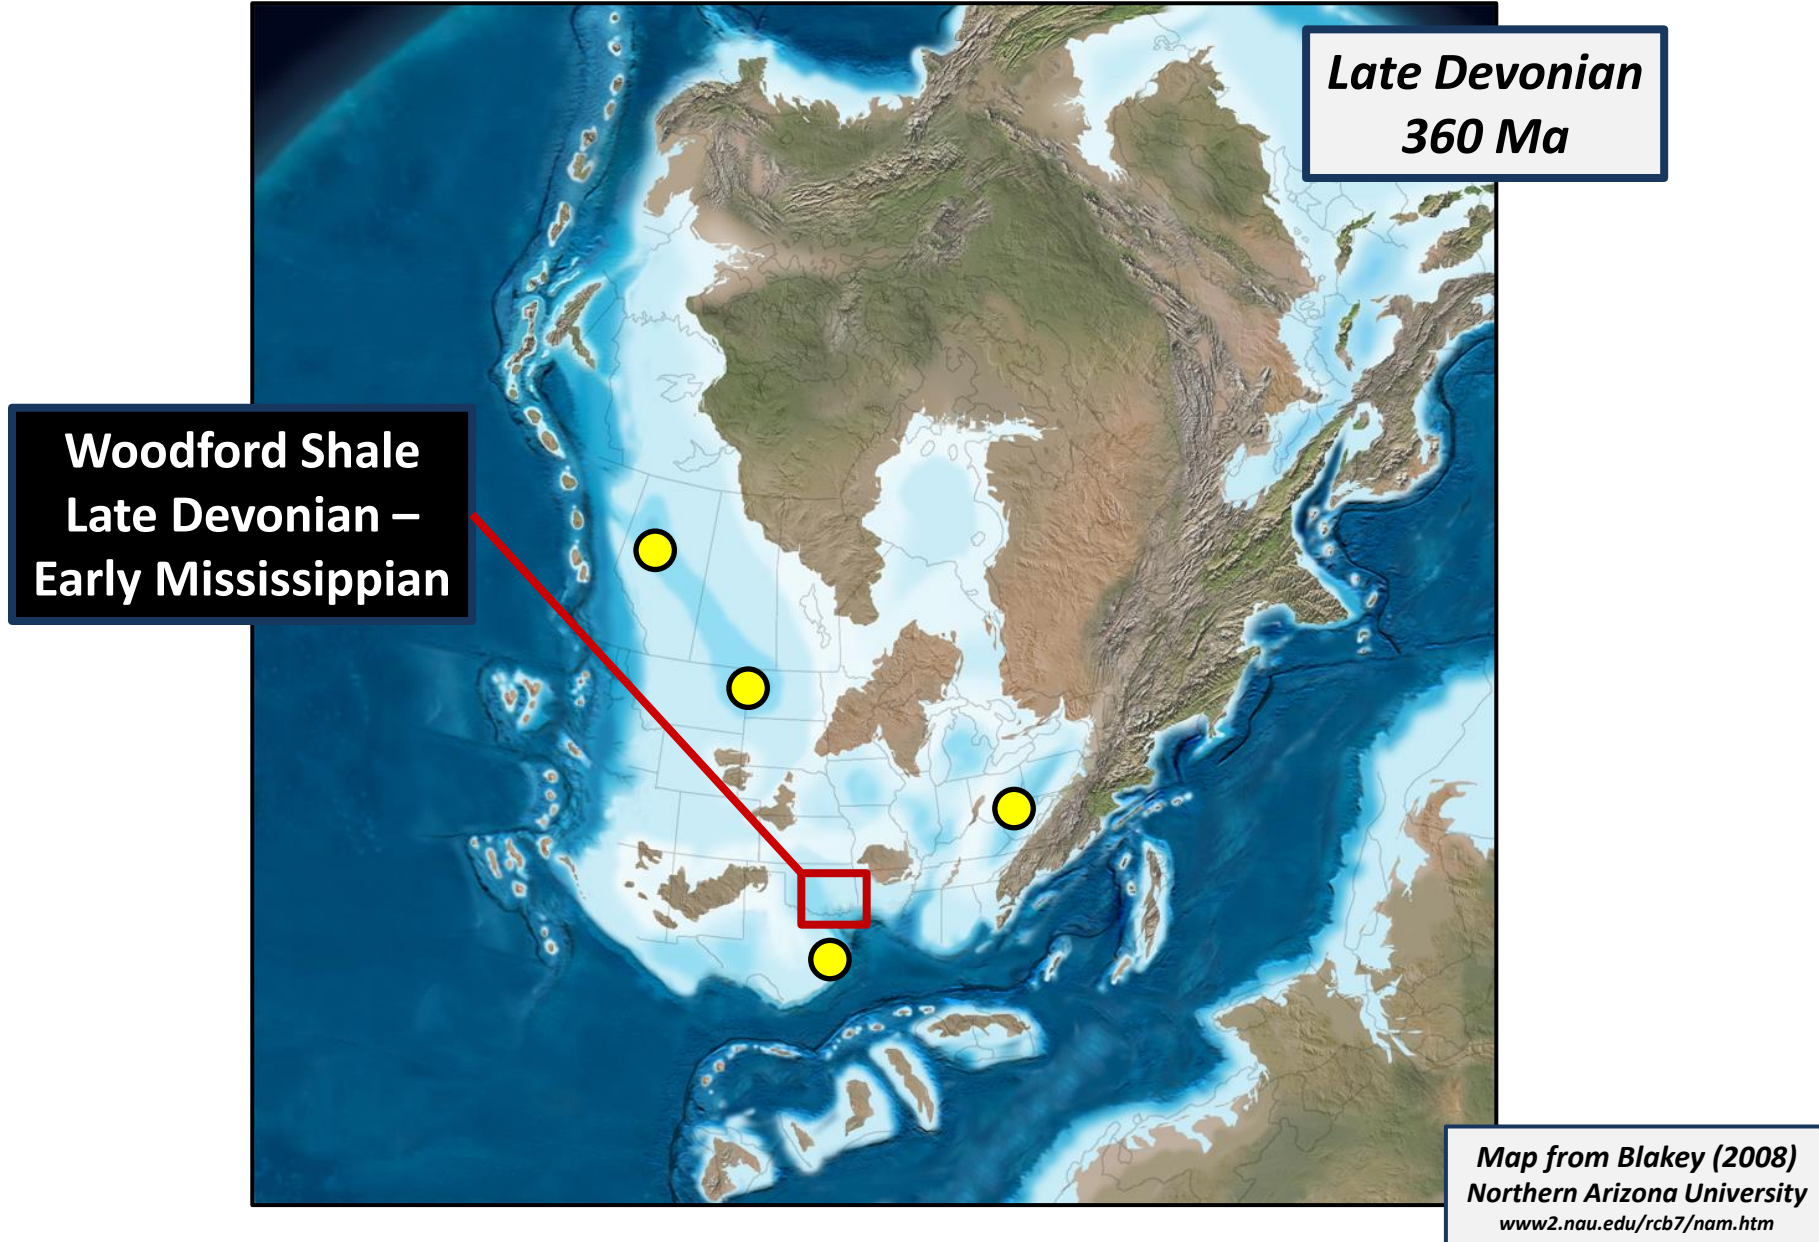 Late Devonian
360 Ma
Woodford Shale
Late Devonian –
Early Mississippian
Map from Blakey (2008)
Northern Arizona University
www2.nau.edu/rcb7/nam.htm